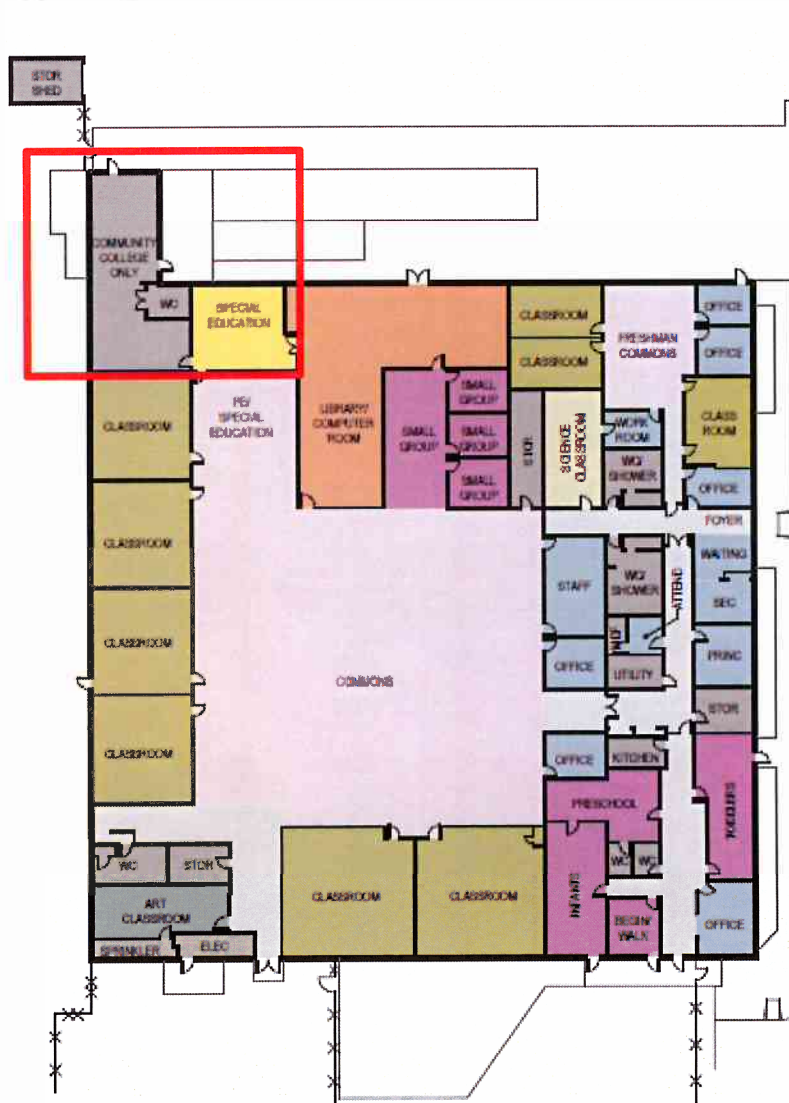 STOR
SHED
COMMUNITY
COLLEGE
ONLY
WC
SPECIAL
EDUCATION
CLASSROOM
CLASSROOM
FRESHMAN
COMMONS
OFFICE
OFFICE
PE/
SPECIAL
EDUCATION
LIBRARY/
COMPUTER
ROOM
SMALL
GROUP
SMALL
GROUP
SMALL
GROUP
SMALL
GROUP
STOR
SCIENCE
CLASSROOM
WORK
ROOM
WC/
SHOWER
CLASS
ROOM
OFFICE
FOYER
CLASSROOM
CLASSROOM
CLASSROOM
CLASSROOM
COMMONS
STAFF
OFFICE
WC/
SHOWER
UTILITY
ATTEND
WAITING
SEC
PRINC
STOR
OFFICE
KITCHEN
PRESCHOOL
TODDLERS
WC
WC
INFANTS
BEGIN/
WALK
OFFICE
WC
STOR
ART
CLASSROOM
SPRINKLER
ELEC
CLASSROOM
CLASSROOM